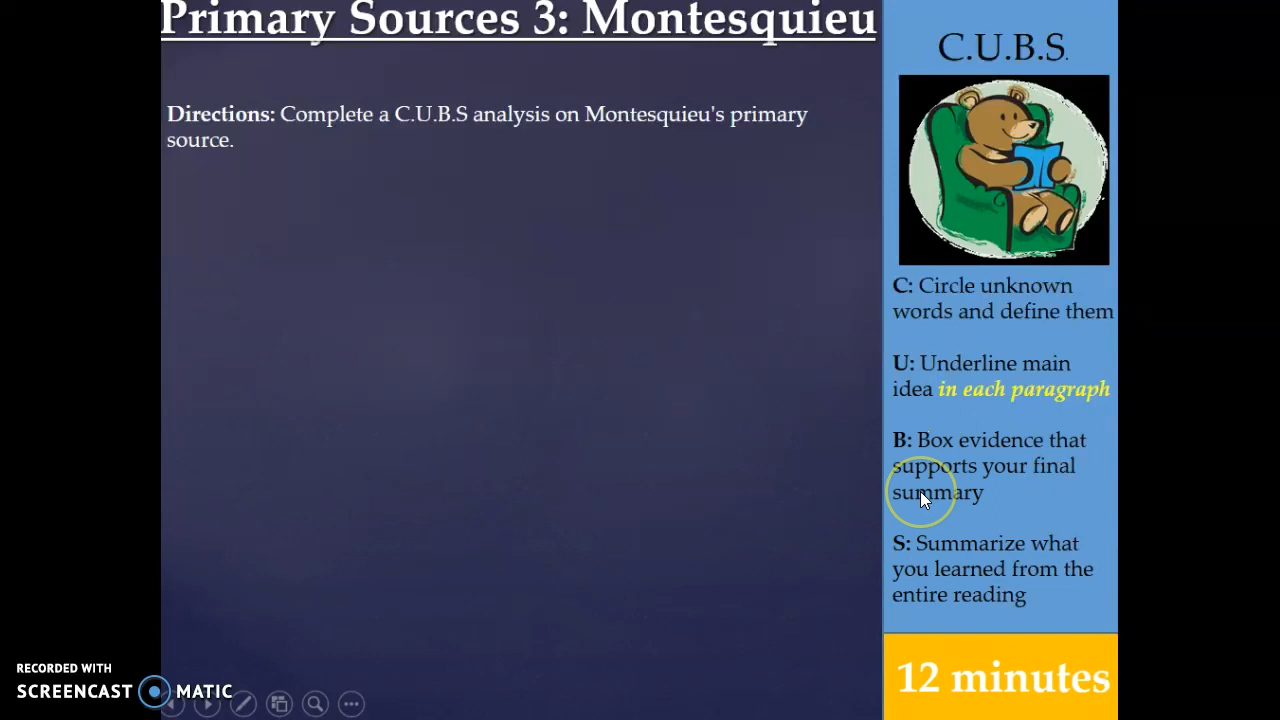 Primary Sources 3: Montesquieu
Directions: Complete a C.U.B.S analysis on Montesquieu's primary
source.
C.U.B.S.
C: Circle unknown
words and define them
U: Underline main
idea in each paragraph
B: Box evidence that
supports your final
summary
S: Summarize what
you learned from the
entire reading
12 minutes
RECORDED WITH
SCREENCAST MATIC